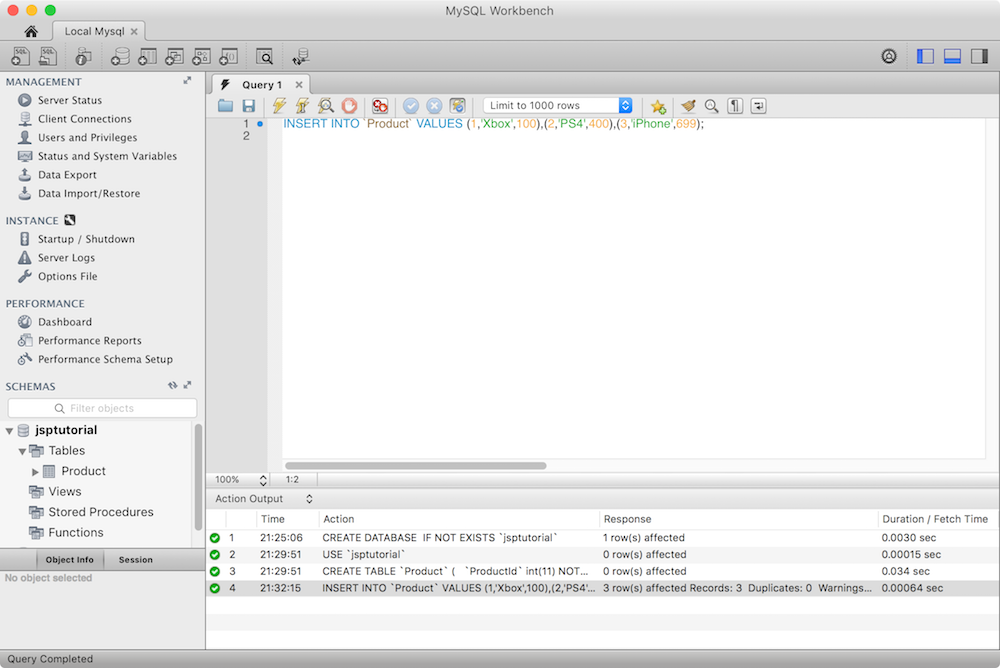 MySQL Workbench
Local Mysql
MANAGEMENT
Server Status
Client Connections
Users and Privileges
Status and System Variables
Data Export
Data Import/Restore
INSTANCE
Startup / Shutdown
Server Logs
Options File
PERFORMANCE
Dashboard
Performance Reports
Performance Schema Setup
SCHEMAS
Filter objects
jsptutorial
Tables
Product
Views
Stored Procedures
Functions
Object Info Session
No object selected
Query 1
Limit to 1000 rows
1 INSERT INTO `Product` VALUES (1,'Xbox',100),(2,'PS4',400),(3,'iPhone',699);
2
100% 1:2
Action Output
Time Action Response Duration / Fetch Time
1 21:25:06 CREATE DATABASE IF NOT EXISTS `jsptutorial` 1 row(s) affected 0.0030 sec
2 21:29:51 USE `jsptutorial` 0 row(s) affected 0.00015 sec
3 21:29:51 CREATE TABLE `Product` ( `ProductId` int(11) NOT... 0 row(s) affected 0.034 sec
4 21:32:15 INSERT INTO `Product` VALUES (1,'Xbox',100),(2,'PS4'... 3 row(s) affected Records: 3 Duplicates: 0 Warnings... 0.00064 sec
Query Completed